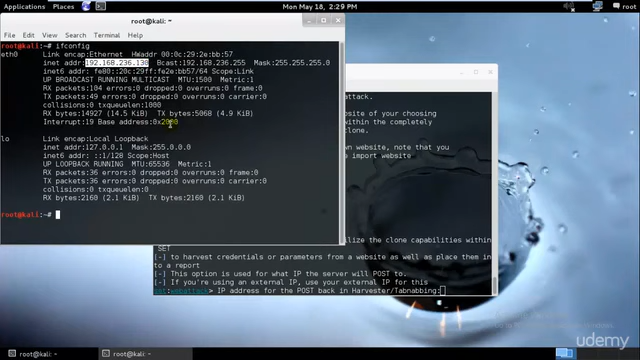 Applications Places
Mon May 18, 2:29 PM
root
root@kali: ~
File Edit View Search Terminal Help
root@kali:~# ifconfig
eth0 Link encap:Ethernet HWaddr 00:0c:29:2e:bb:57
inet addr:192.168.236.136 Bcast:192.168.236.255 Mask:255.255.255.0
inet6 addr: fe80::20c:29ff:fe2e:bb57/64 Scope:Link
UP BROADCAST RUNNING MULTICAST MTU:1500 Metric:1
RX packets:104 errors:0 dropped:0 overruns:0 frame:0
TX packets:49 errors:0 dropped:0 overruns:0 carrier:0
collisions:0 txqueuelen:1000
RX bytes:14927 (14.5 KiB) TX bytes:5068 (4.9 KiB)
Interrupt:19 Base address:0x2000
lo Link encap:Local Loopback
inet addr:127.0.0.1 Mask:255.0.0.0
inet6 addr: ::1/128 Scope:Host
UP LOOPBACK RUNNING MTU:65536 Metric:1
RX packets:36 errors:0 dropped:0 overruns:0 frame:0
TX packets:36 errors:0 dropped:0 overruns:0 carrier:0
collisions:0 txqueuelen:0
RX bytes:2160 (2.1 KiB) TX bytes:2160 (2.1 KiB)
root@kali:~#
attack.
website of your choosing
within the completely
clone.
own website, note that you
import website
utilize the clone capabilities within
SET
[-] to harvest credentials or parameters from a website as well as place them in
to a report
[-] This option is used for what IP the server will POST to.
[-] If you're using an external IP, use your external IP for this
set:webattack> IP address for the POST back in Harvester/Tabnabbing:
udemy
root@kali: ~
root@kali: ~